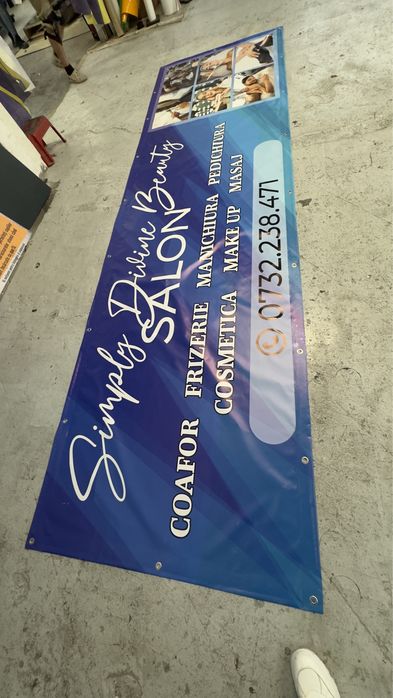 Simply Divine Beauty
SALON
COAFOR FRIZERIE MANICHIURA PEDICHIURA
COSMETICA MAKE UP MASAJ
0732.238.471